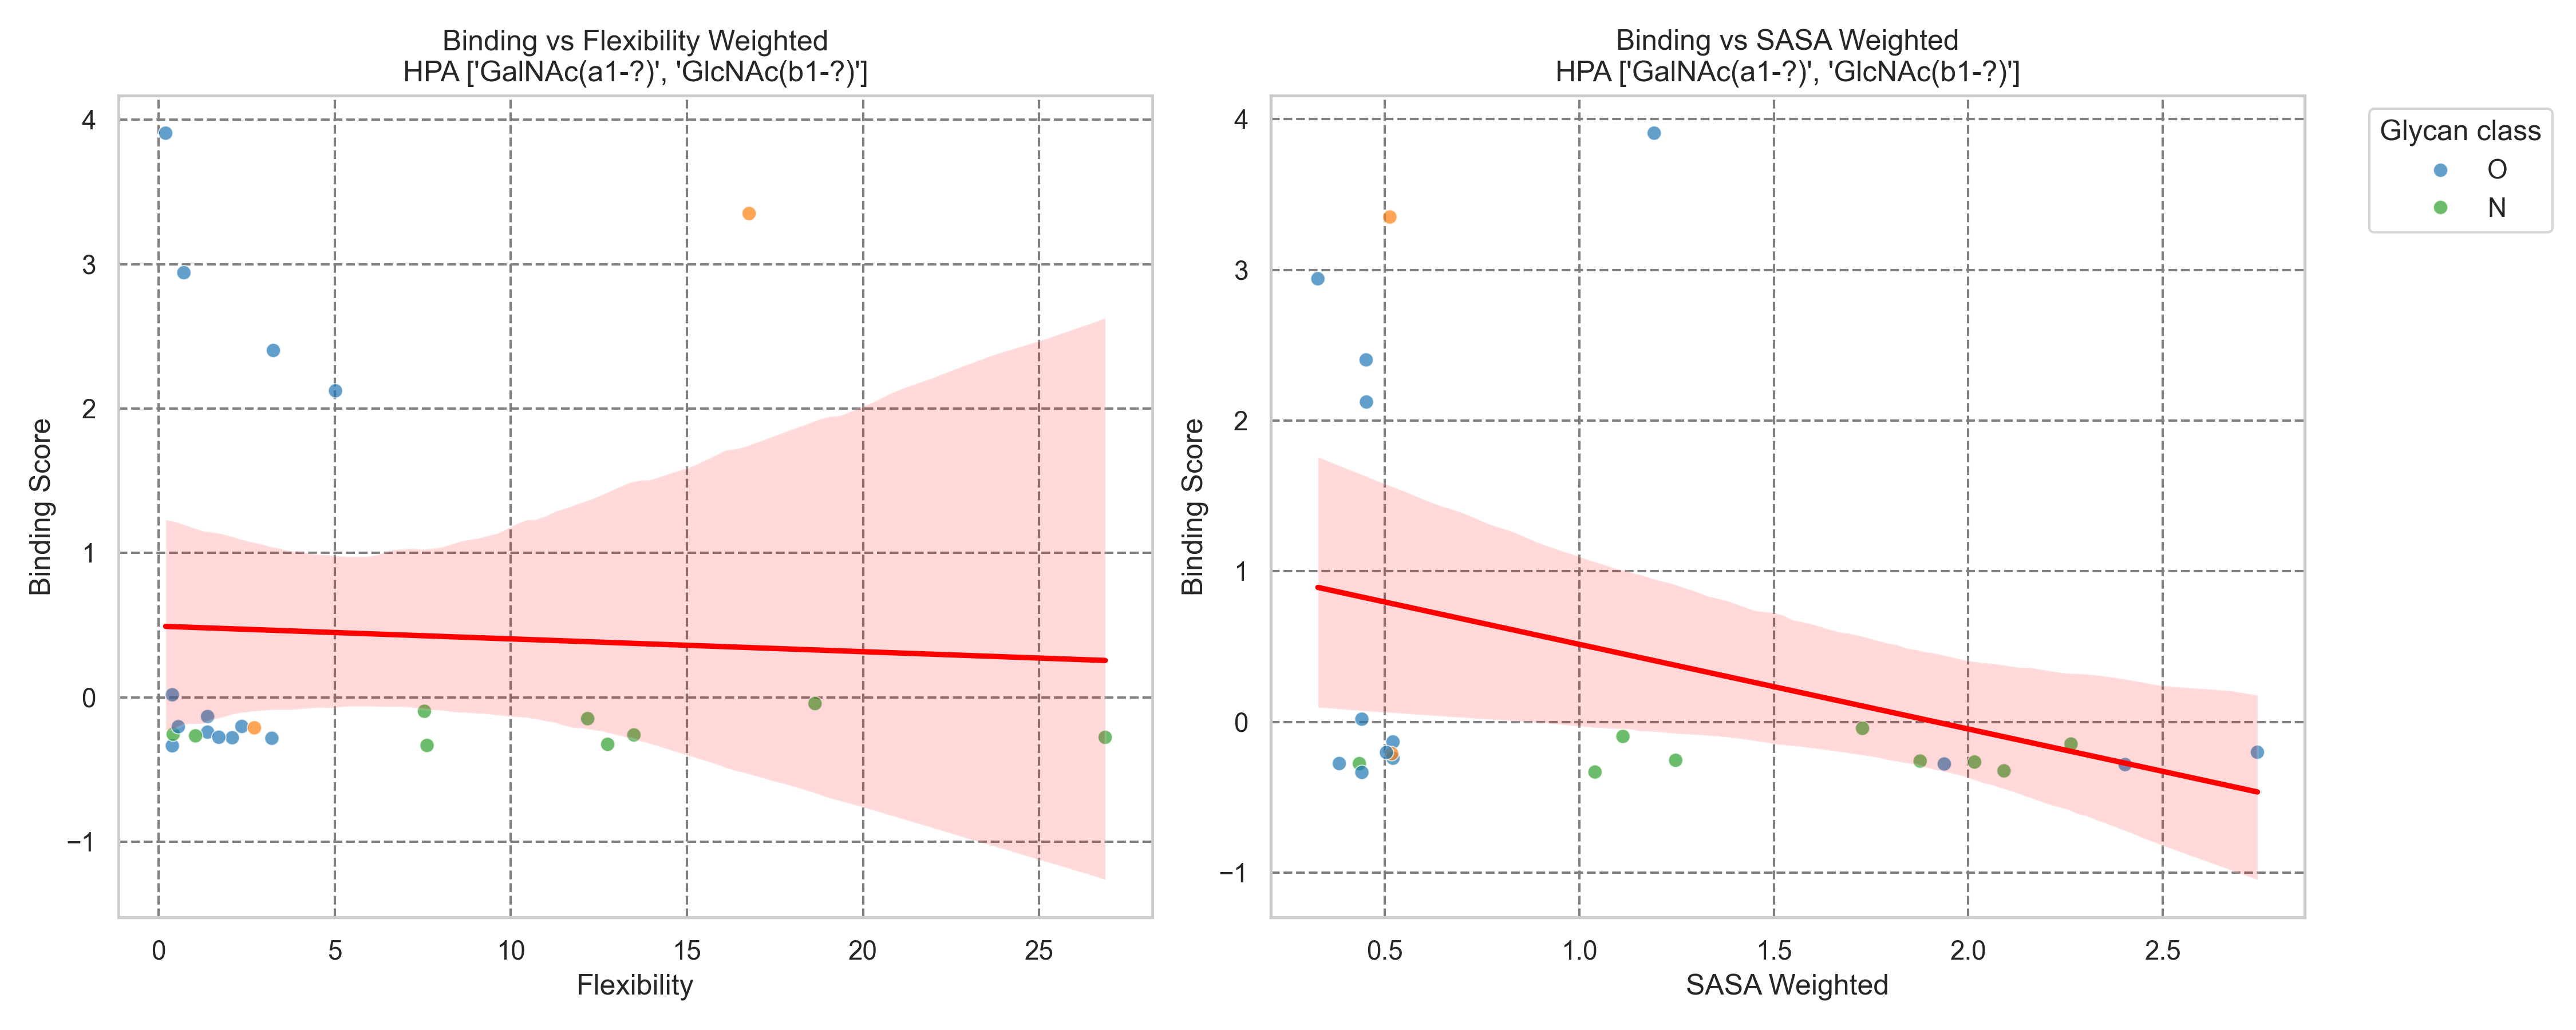 Binding vs Flexibility Weighted
HPA ['GalNAc(a1-?)', 'GlcNAc(b1-?)']
4
3
2
1
0
−1
Binding Score
0 5 10 15 20 25
Flexibility
Binding vs SASA Weighted
HPA ['GalNAc(a1-?)', 'GlcNAc(b1-?)']
4
3
2
1
0
−1
Binding Score
0.5 1.0 1.5 2.0 2.5
SASA Weighted
Glycan class
O
N